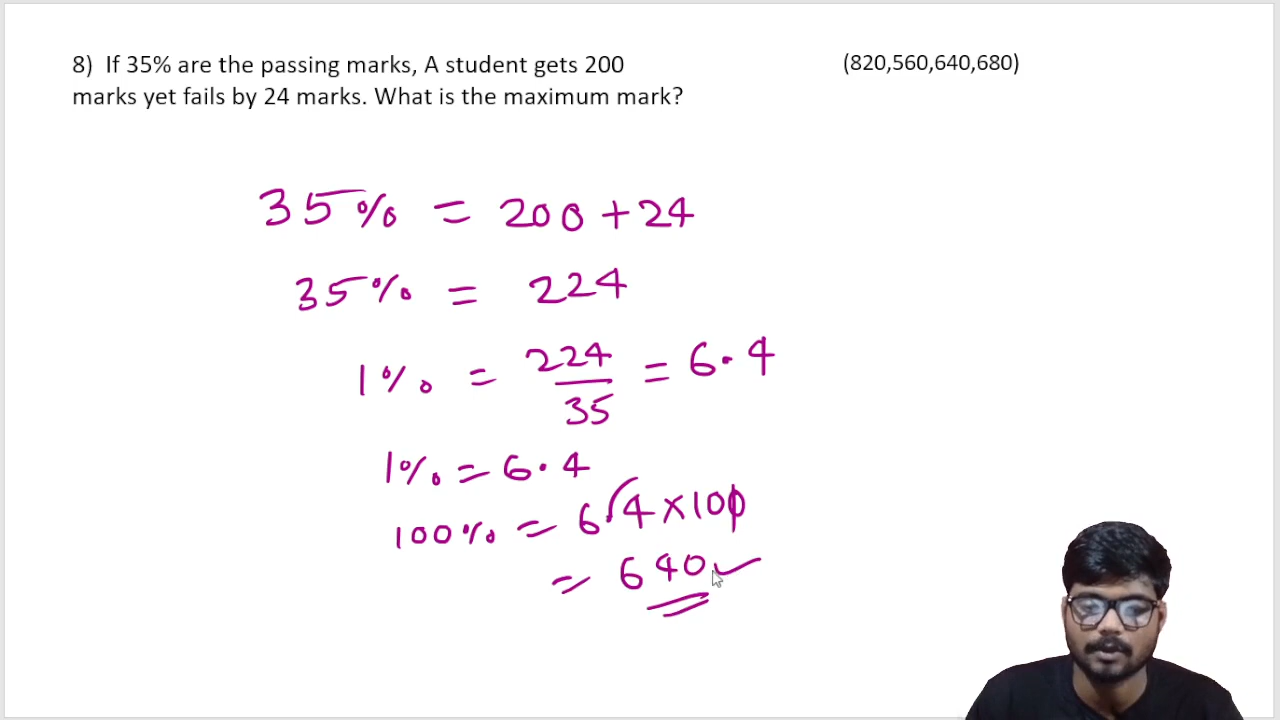 8) If 35% are the passing marks, A student gets 200 (820,560,640,680)
marks yet fails by 24 marks. What is the maximum mark?
35% = 200 + 24
35% = 224
1% = 224/35 = 6.4
1% = 6.4
100% = 6.4 × 100
= 640 ✓